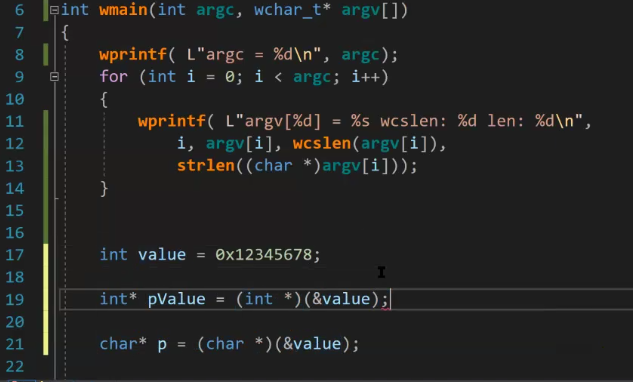 6 int wmain(int argc, wchar_t* argv[])
7 {
8 wprintf( L"argc = %d\n", argc);
9 for (int i = 0; i < argc; i++)
10 {
11 wprintf( L"argv[%d] = %s wcslen: %d len: %d\n",
12 i, argv[i], wcslen(argv[i]),
13 strlen((char *)argv[i]));
14 }
15
16
17 int value = 0x12345678;
18
19 int* pValue = (int *)(&value);
20
21 char* p = (char *)(&value);
22